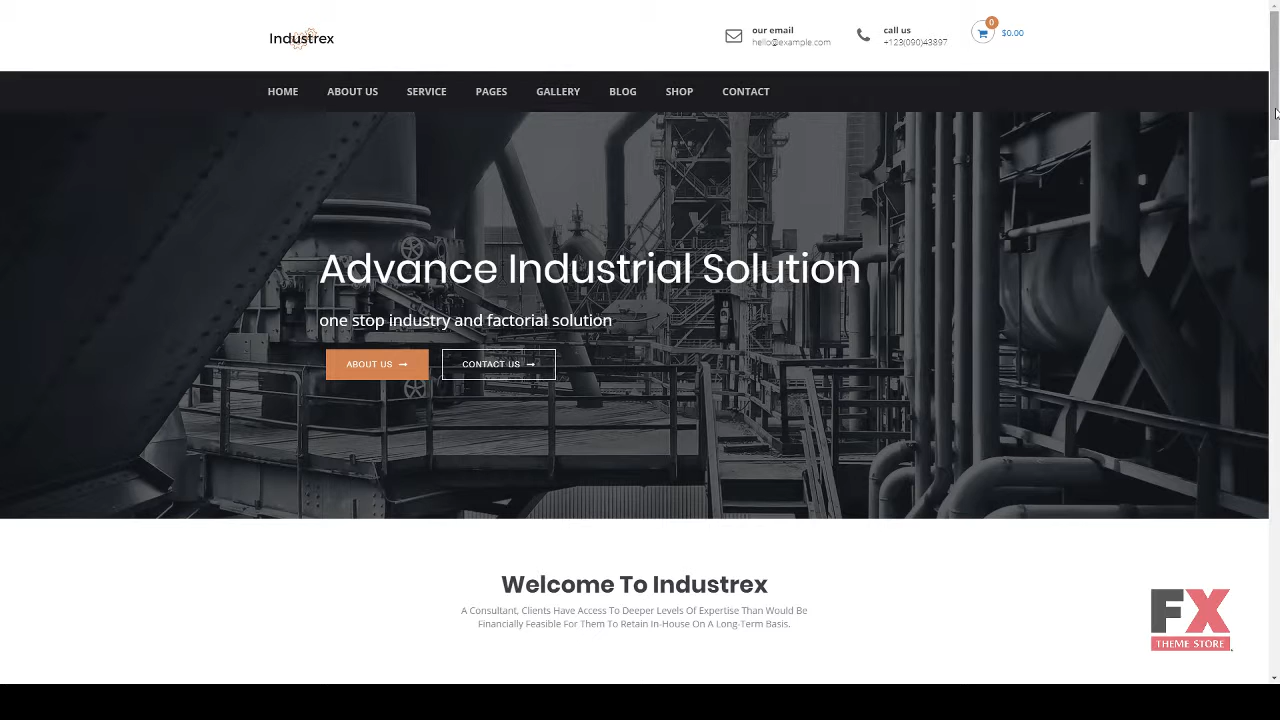 Industrex
our email
hello@example.com
call us
+123(090)43897
0
$0.00
HOME ABOUT US SERVICE PAGES GALLERY BLOG SHOP CONTACT
Advance Industrial Solution
one stop industry and factorial solution
ABOUT US
CONTACT US
Welcome To Industrex
A Consultant, Clients Have Access To Deeper Levels Of Expertise Than Would Be
Financially Feasible For Them To Retain In-House On A Long-Term Basis.
FX
THEME STORE